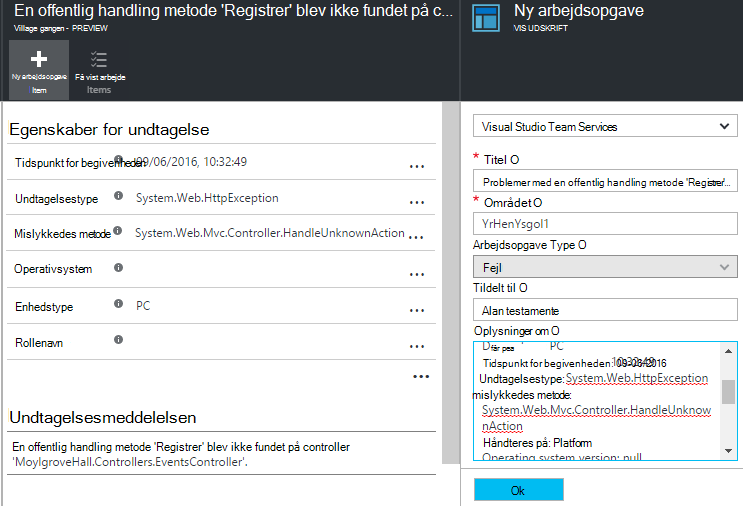 En offentlig handling metode 'Registrer' blev ikke fundet på c...
Village gangen - PREVIEW
Ny arbejdsopgave
Item
Få vist arbejde
Items
Egenskaber for undtagelse
Tidspunkt for begivenheden 09/06/2016, 10:32:49
Undtagelsestype System.Web.HttpException
Mislykkedes metode System.Web.Mvc.Controller.HandleUnknownAction
Operativsystem
Enhedstype PC
Rollenavn
Undtagelsesmeddelelsen
En offentlig handling metode 'Registrer' blev ikke fundet på controller
'MoylgroveHall.Controllers.EventsController'.
Ny arbejdsopgave
VIS UDSKRIFT
Visual Studio Team Services
* Titel O
Problemer med en offentlig handling metode 'Registrer'...
* Området O
YrHenYsgol1
Arbejdsopgave Type O
Fejl
Tildelt til O
Alan testamente
Oplysninger om O
PC
Tidspunkt for begivenheden: 09-06/2016 10:32:49
Undtagelsestype: System.Web.HttpException
mislykkedes metode:
System.Web.Mvc.Controller.HandleUnknow
nAction
Håndteres på: Platform
Operating system version: null
Ok